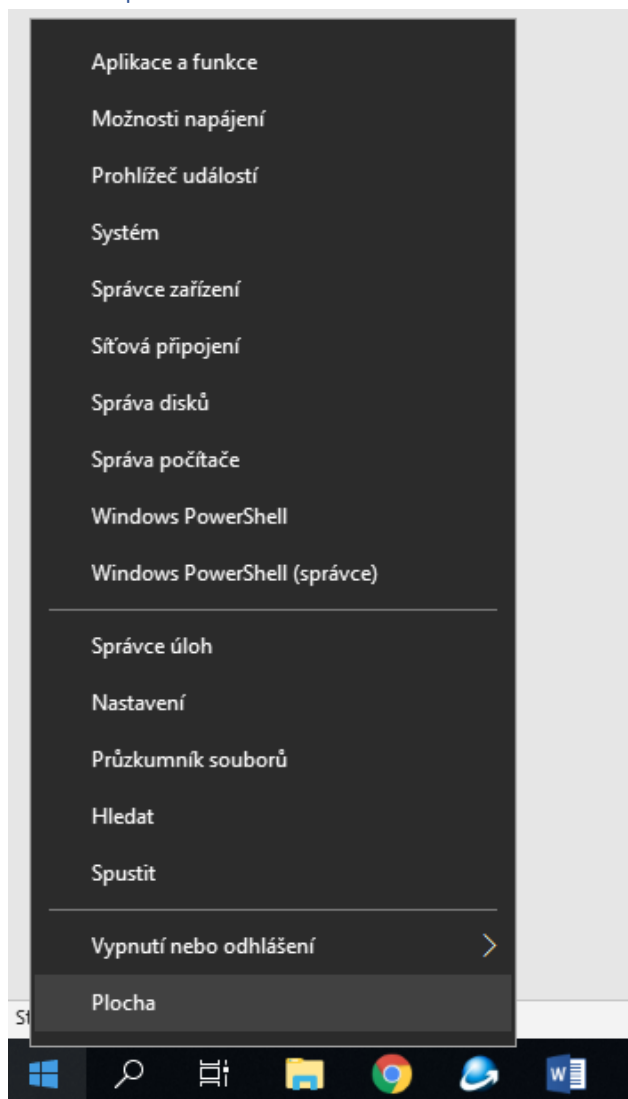 Aplikace a funkce
Možnosti napájení
Prohlížeč událostí
Systém
Správce zařízení
Síťová připojení
Správa disků
Správa počítače
Windows PowerShell
Windows PowerShell (správce)
Správce úloh
Nastavení
Průzkumník souborů
Hledat
Spustit
Vypnutí nebo odhlášení
Plocha
St
W